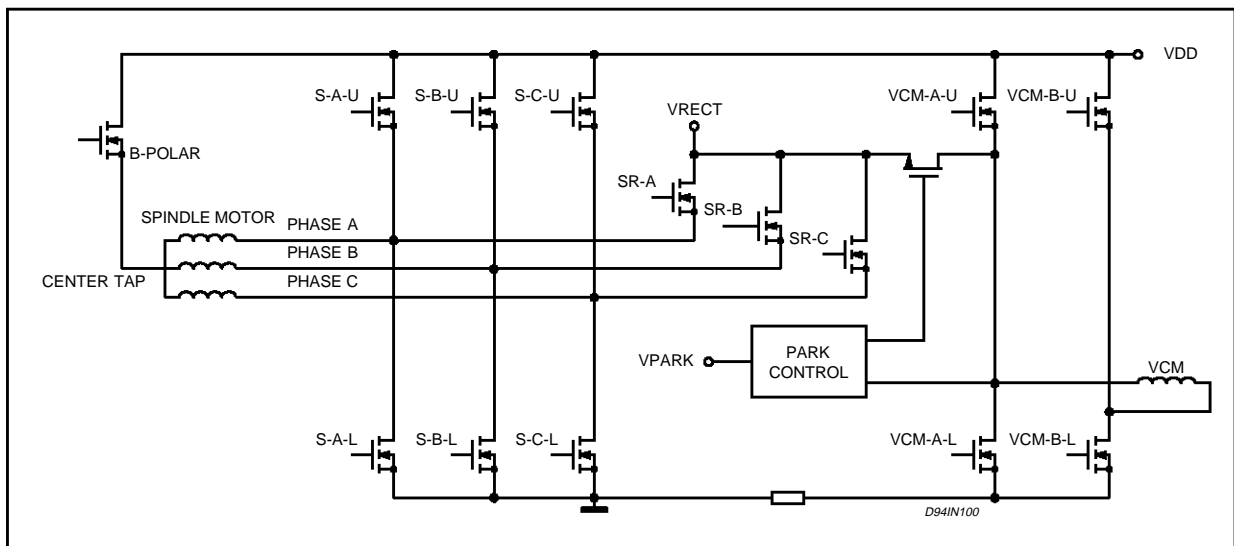 VDD
S-A-U
S-B-U
S-C-U
VCM-A-U
VCM-B-U
VRECT
B-POLAR
SR-A
SR-B
SPINDLE MOTOR
PHASE A
SR-C
PHASE B
CENTER TAP
PHASE C
VPARK
PARK
CONTROL
VCM
S-A-L
S-B-L
S-C-L
VCM-A-L
VCM-B-L
D94IN100